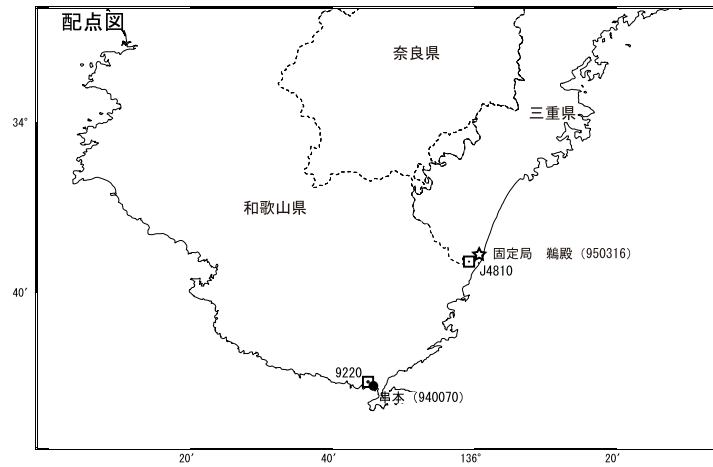 配点図
奈良県
34°
三重県
和歌山県
固定局 鵜殿（950316）
J4810
40′
9220
串本（940070）
20′
40′
136°
20′